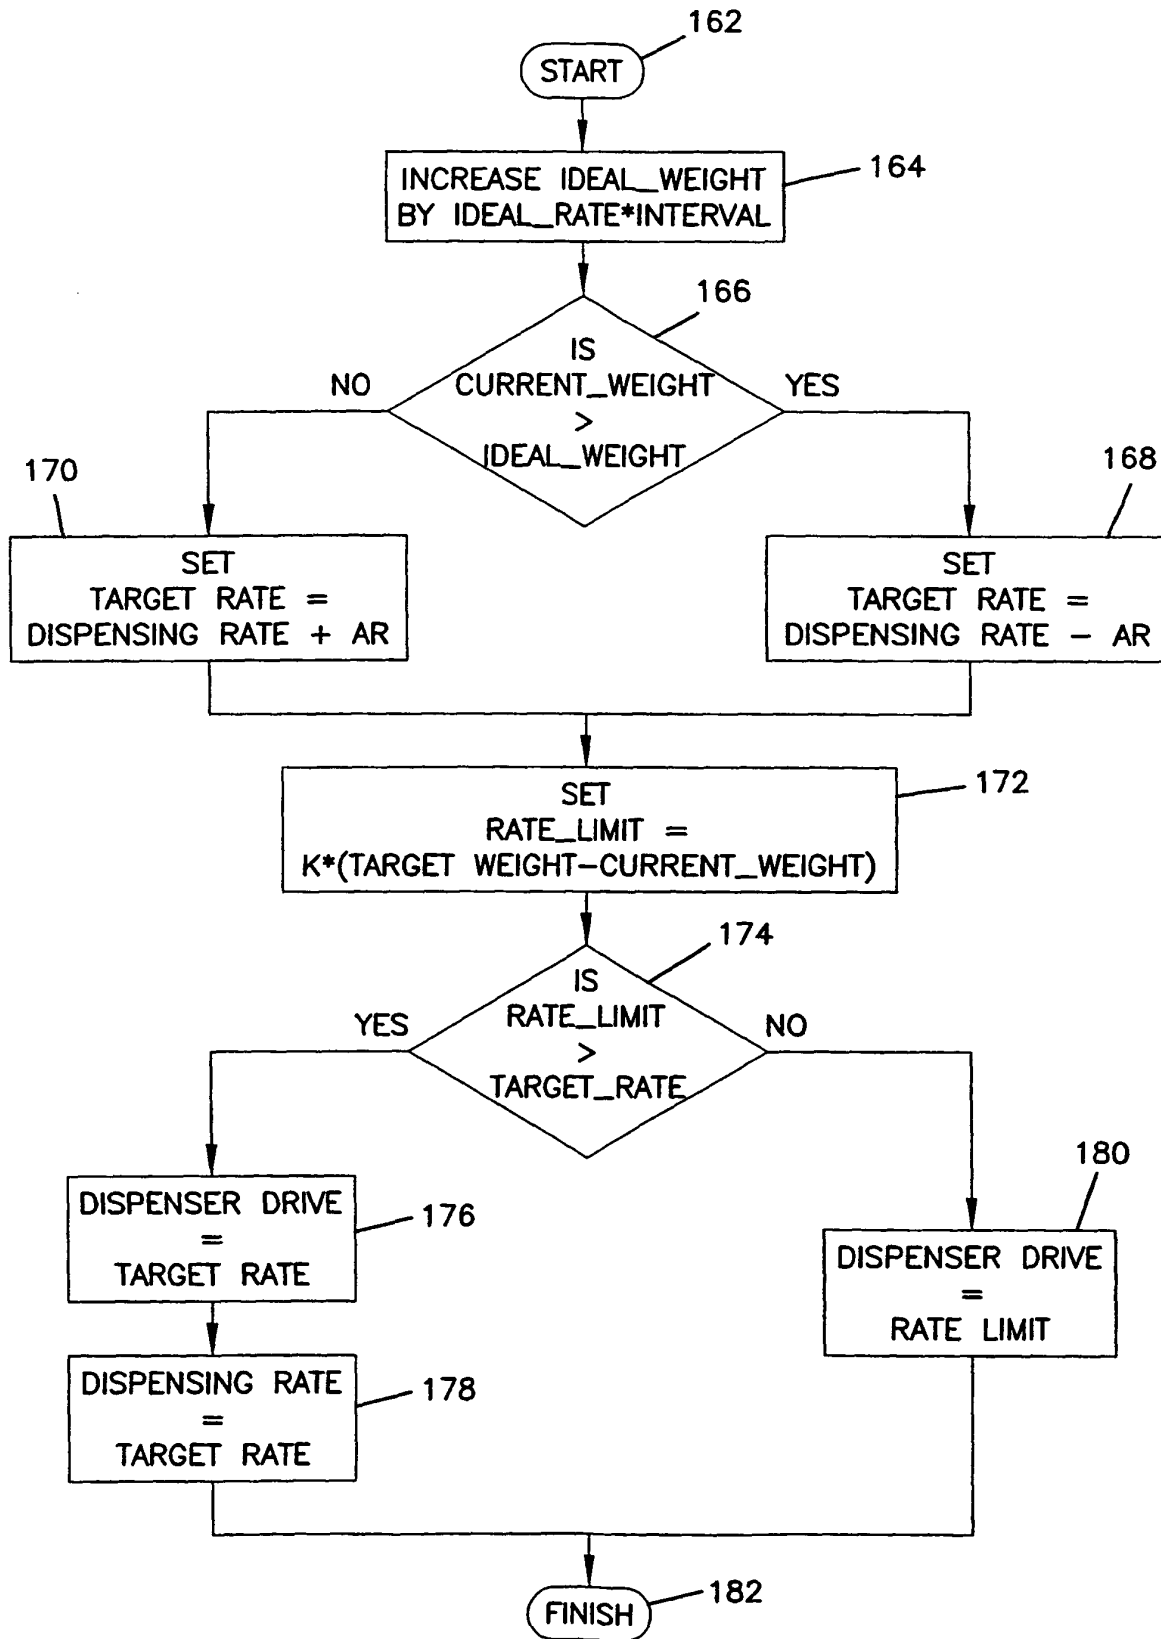 162
START
INCREASE IDEAL_WEIGHT
BY IDEAL_RATE*INTERVAL
164
166
IS
CURRENT_WEIGHT
>
IDEAL_WEIGHT
NO
YES
170
SET
TARGET RATE =
DISPENSING RATE + AR
168
SET
TARGET RATE =
DISPENSING RATE - AR
172
SET
RATE_LIMIT =
K*(TARGET WEIGHT-CURRENT_WEIGHT)
174
IS
RATE_LIMIT
>
TARGET_RATE
YES
NO
DISPENSER DRIVE
=
TARGET RATE
176
180
DISPENSER DRIVE
=
RATE LIMIT
DISPENSING RATE
=
TARGET RATE
178
FINISH
182